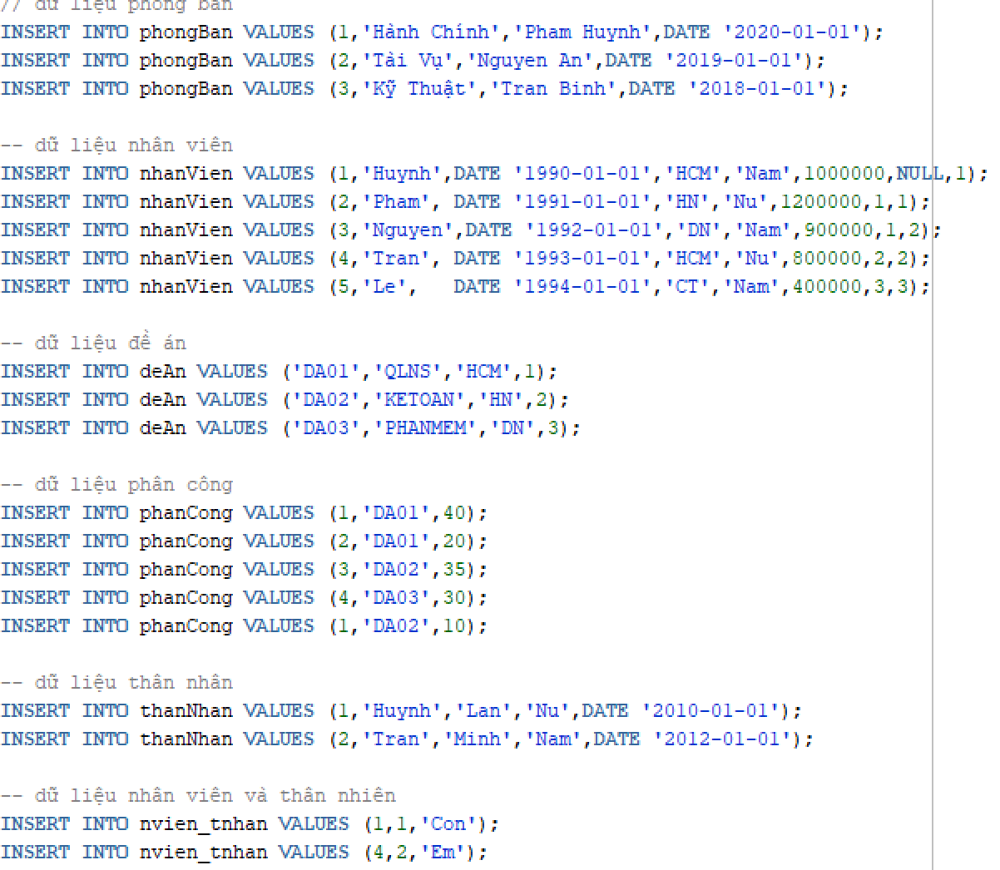 // dữ liệu phòng ban
INSERT INTO phongBan VALUES (1,'Hành Chính','Pham Huynh',DATE '2020-01-01');
INSERT INTO phongBan VALUES (2,'Tài Vụ','Nguyen An',DATE '2019-01-01');
INSERT INTO phongBan VALUES (3,'Kỹ Thuật','Tran Binh',DATE '2018-01-01');
-- dữ liệu nhân viên
INSERT INTO nhanVien VALUES (1,'Huynh',DATE '1990-01-01','HCM','Nam',1000000,NULL,1);
INSERT INTO nhanVien VALUES (2,'Pham', DATE '1991-01-01','HN','Nu',1200000,1,1);
INSERT INTO nhanVien VALUES (3,'Nguyen',DATE '1992-01-01','DN','Nam',900000,1,2);
INSERT INTO nhanVien VALUES (4,'Tran', DATE '1993-01-01','HCM','Nu',800000,2,2);
INSERT INTO nhanVien VALUES (5,'Le',   DATE '1994-01-01','CT','Nam',400000,3,3);
-- dữ liệu đề án
INSERT INTO deAn VALUES ('DA01','QLNS','HCM',1);
INSERT INTO deAn VALUES ('DA02','KETOAN','HN',2);
INSERT INTO deAn VALUES ('DA03','PHANMEM','DN',3);
-- dữ liệu phân công
INSERT INTO phanCong VALUES (1,'DA01',40);
INSERT INTO phanCong VALUES (2,'DA01',20);
INSERT INTO phanCong VALUES (3,'DA02',35);
INSERT INTO phanCong VALUES (4,'DA03',30);
INSERT INTO phanCong VALUES (1,'DA02',10);
-- dữ liệu thân nhân
INSERT INTO thanNhan VALUES (1,'Huynh','Lan','Nu',DATE '2010-01-01');
INSERT INTO thanNhan VALUES (2,'Tran','Minh','Nam',DATE '2012-01-01');
-- dữ liệu nhân viên và thân nhiên
INSERT INTO nvien_tnhan VALUES (1,1,'Con');
INSERT INTO nvien_tnhan VALUES (4,2,'Em');